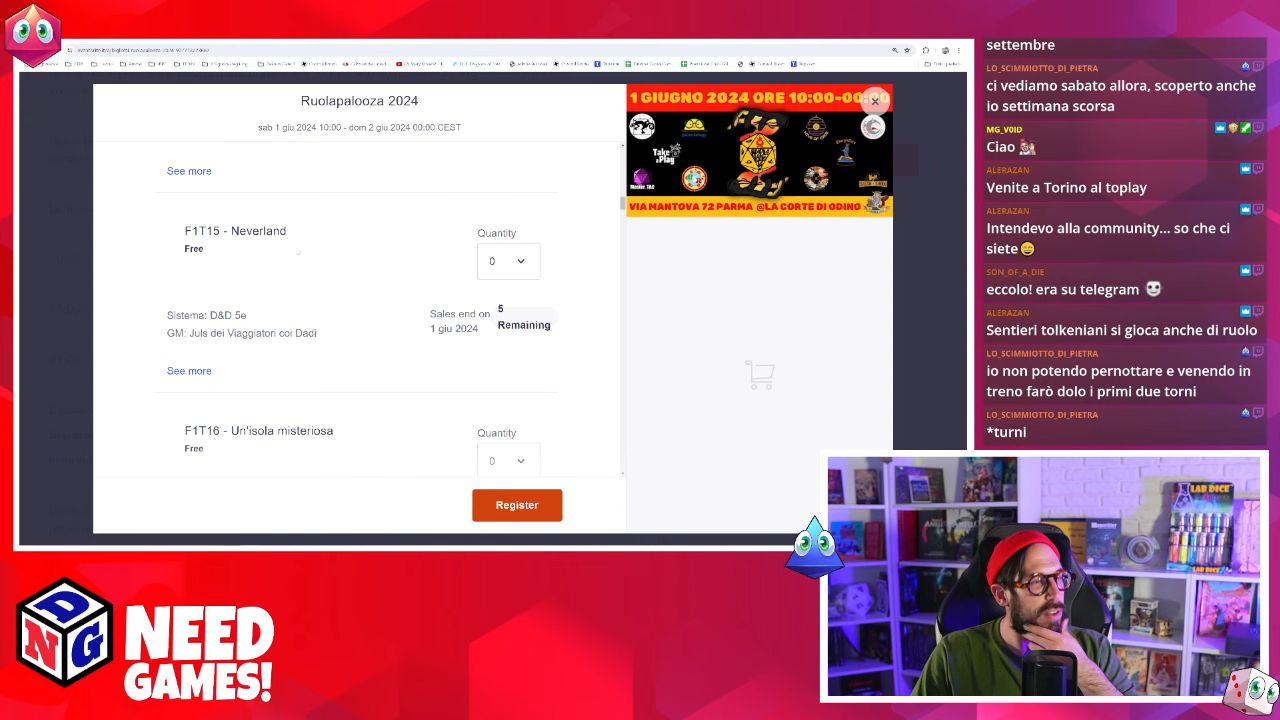 Ruolapalooza 2024
sab 1 giu 2024 10:00 - dom 2 giu 2024 00:00 CEST
See more
F1T15 - Neverland
Free
Quantity
0
Sistema: D&D 5e
GM: Juls dei Viaggiatori coi Dadi
Sales end on
1 giu 2024
5
Remaining
See more
F1T16 - Un'isola misteriosa
Free
Quantity
0
Register
1 GIUGNO 2024 ORE 10:00-00:00
Take a Play
VIA MANTOVA 72 PARMA @LA CORTE DI ODINO
settembre
LO_SCIMMIOTTO_DI_PIETRA
ci vediamo sabato allora, scoperto anche
io settimana scorsa
MG_V0ID
Ciao
ALERAZAN
Venite a Torino al toplay
ALERAZAN
Intendevo alla community... so che ci
siete
SON_OF_A_DIE
eccolo! era su telegram
ALERAZAN
Sentieri tolkeniani si gioca anche di ruolo
LO_SCIMMIOTTO_DI_PIETRA
io non potendo pernottare e venendo in
treno farò dolo i primi due torni
LO_SCIMMIOTTO_DI_PIETRA
*turni
LAB DICE
D
N G
NEED
GAMES!